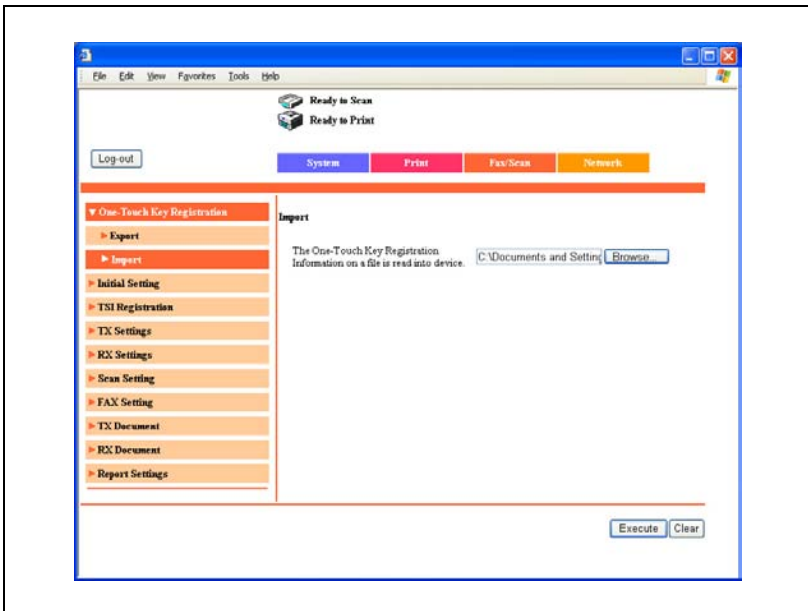 File Edit View Favorites Tools Help
Ready to Scan
Ready to Print
Log-out
System Print Fax/Scan Network
▼ One-Touch Key Registration
Export
Import
Initial Setting
TSI Registration
TX Settings
RX Settings
Scan Setting
FAX Setting
TX Document
RX Document
Report Settings
Import
The One-Touch Key Registration
Information on a file is read into device.
C:\Documents and Setting Browse...
Execute Clear